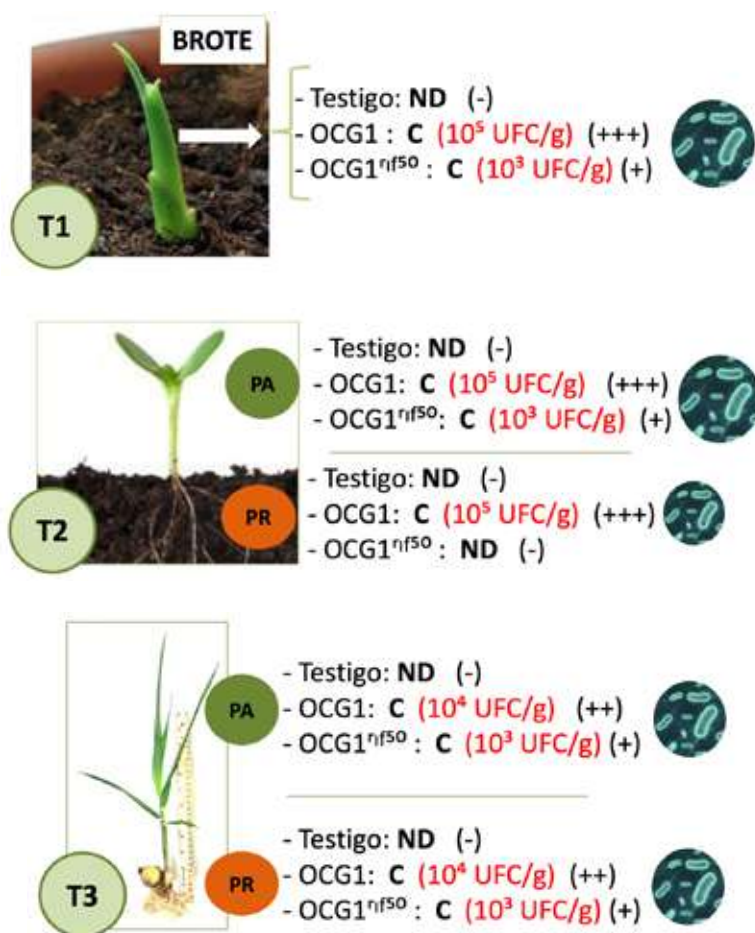 BROTE
- Testigo: ND (-)
- OCG1 : C (10⁵ UFC/g) (+++)
- OCG1ʳⁱᶠ⁵⁰ : C (10³ UFC/g) (+)
T1
- Testigo: ND (-)
PA
- OCG1: C (10⁵ UFC/g) (+++)
- OCG1ʳⁱᶠ⁵⁰: C (10³ UFC/g) (+)
- Testigo: ND (-)
T2
PR
- OCG1: C (10⁵ UFC/g) (+++)
- OCG1ʳⁱᶠ⁵⁰ : ND (-)
- Testigo: ND (-)
PA
- OCG1: C (10⁴ UFC/g) (++)
- OCG1ʳⁱᶠ⁵⁰ : C (10³ UFC/g) (+)
- Testigo: ND (-)
T3
PR
- OCG1: C (10⁴ UFC/g) (++)
- OCG1ʳⁱᶠ⁵⁰ : C (10³ UFC/g) (+)